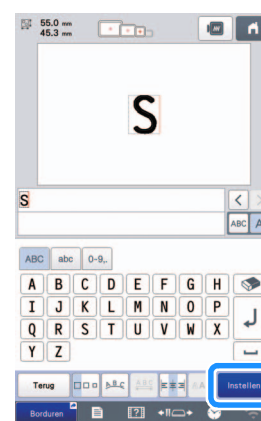 55.0 mm
45.3 mm
S
S
ABC
ABC abc 0-9,.
A B C D E F G H
I J K L M N O P
Q R S T U V W X
Y Z
Terug
Instellen
Borduren